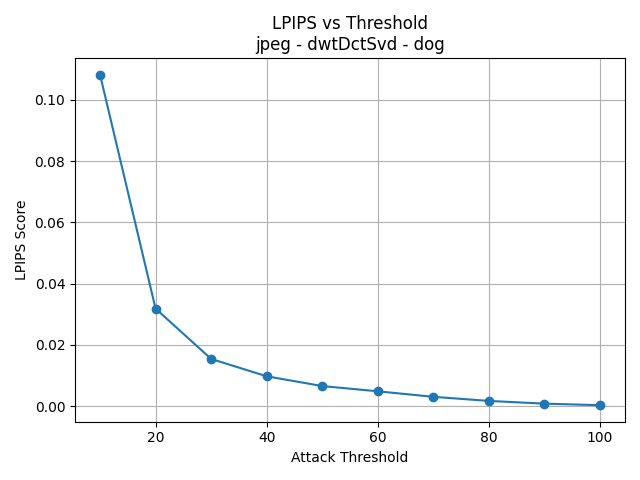 LPIPS vs Threshold
jpeg - dwtDctSvd - dog
0.10
0.08
0.06
0.04
0.02
0.00
LPIPS Score
20 40 60 80 100
Attack Threshold